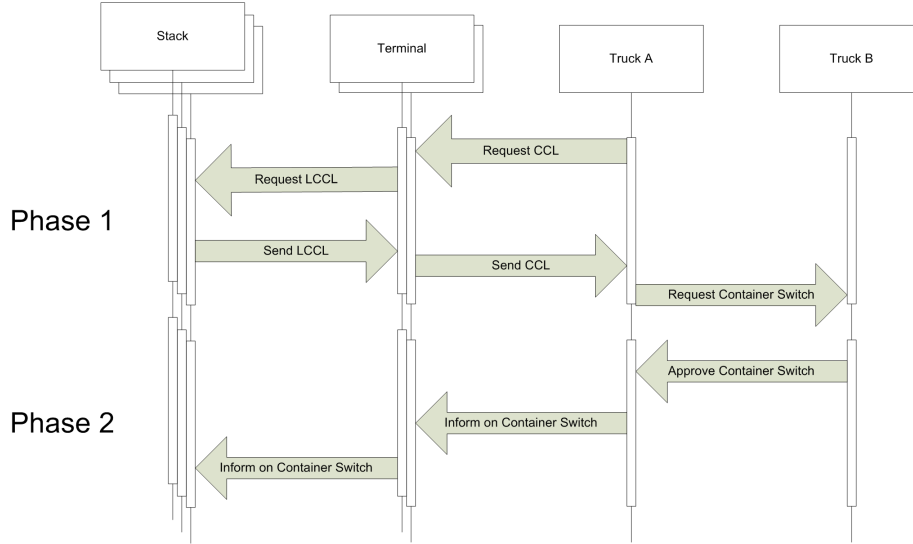 Stack
Terminal
Truck A
Truck B
Request CCL
Request LCCL
Phase 1
Send LCCL
Send CCL
Request Container Switch
Approve Container Switch
Phase 2
Inform on Container Switch
Inform on Container Switch